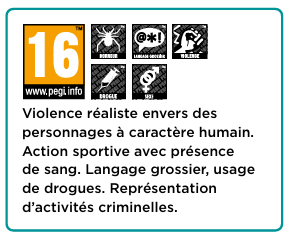 16™
www.pegi.info
HORREUR
@*!
LANGAGE GROSSIER
VIOLENCE
DROGUE
SEXE
Violence réaliste envers des
personnages à caractère humain.
Action sportive avec présence
de sang. Langage grossier, usage
de drogues. Représentation
d’activités criminelles.